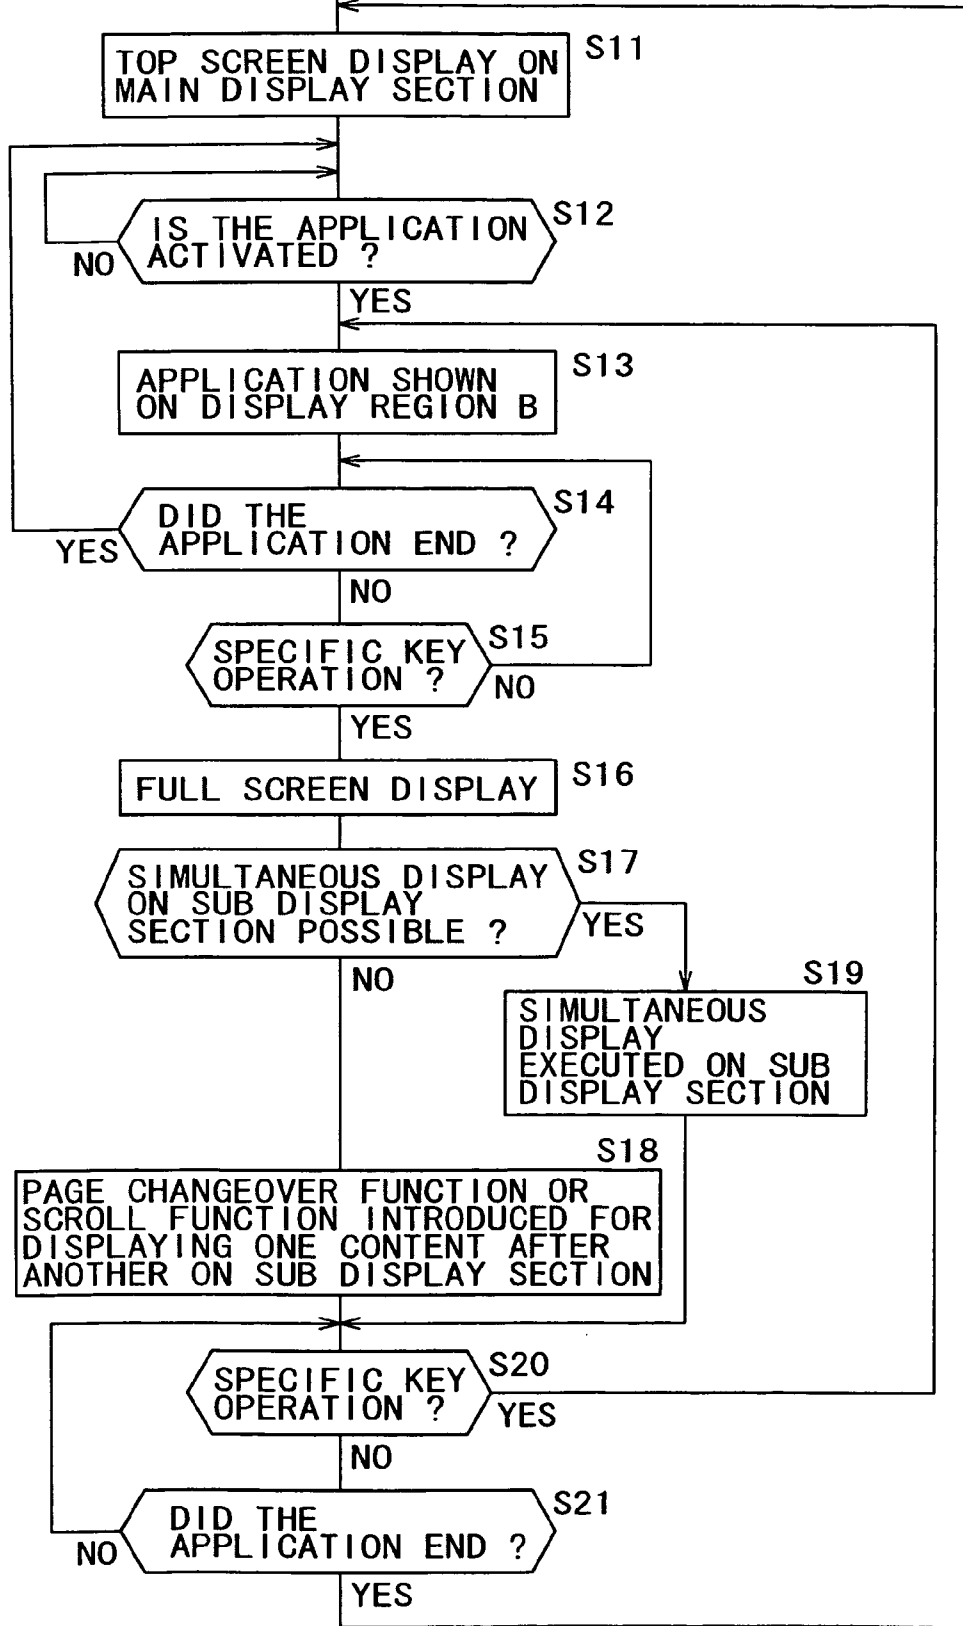 S11
TOP SCREEN DISPLAY ON
MAIN DISPLAY SECTION
S12
IS THE APPLICATION
ACTIVATED ?
NO
YES
S13
APPLICATION SHOWN
ON DISPLAY REGION B
S14
DID THE
APPLICATION END ?
YES
NO
S15
SPECIFIC KEY
OPERATION ?
NO
YES
S16
FULL SCREEN DISPLAY
S17
SIMULTANEOUS DISPLAY
ON SUB DISPLAY
SECTION POSSIBLE ?
YES
NO
S19
SIMULTANEOUS
DISPLAY
EXECUTED ON SUB
DISPLAY SECTION
S18
PAGE CHANGEOVER FUNCTION OR
SCROLL FUNCTION INTRODUCED FOR
DISPLAYING ONE CONTENT AFTER
ANOTHER ON SUB DISPLAY SECTION
S20
SPECIFIC KEY
OPERATION ?
YES
NO
S21
DID THE
APPLICATION END ?
NO
YES